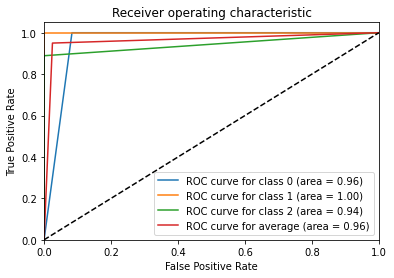 Receiver operating characteristic
True Positive Rate
1.0
0.8
0.6
0.4
0.2
0.0
ROC curve for class 0 (area = 0.96)
ROC curve for class 1 (area = 1.00)
ROC curve for class 2 (area = 0.94)
ROC curve for average (area = 0.96)
0.0 0.2 0.4 0.6 0.8 1.0
False Positive Rate